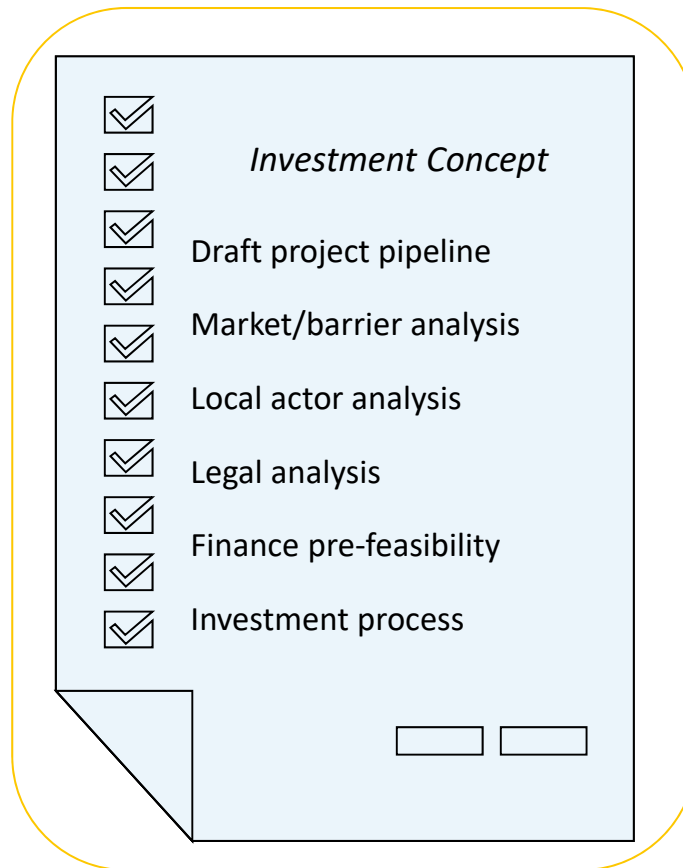 Investment Concept
Draft project pipeline
Market/barrier analysis
Local actor analysis
Legal analysis
Finance pre-feasibility
Investment process